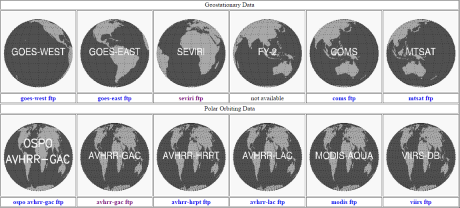 Geostationary Data
GOES-WEST
GOES-EAST
SEVIRI
FY-2
COMS
MTSAT
goes-west ftp
goes-east ftp
seviri ftp
not available
coms ftp
mtsat ftp
Polar Orbiting Data
OSPO
AVHRR-GAC
AVHRR-GAC
AVHRR-HRPT
AVHRR-LAC
MODIS-AQUA
VIIRS-DB
ospo avhrr-gac ftp
avhrr-gac ftp
avhrr-hrpt ftp
avhrr-lac ftp
modis ftp
viirs ftp